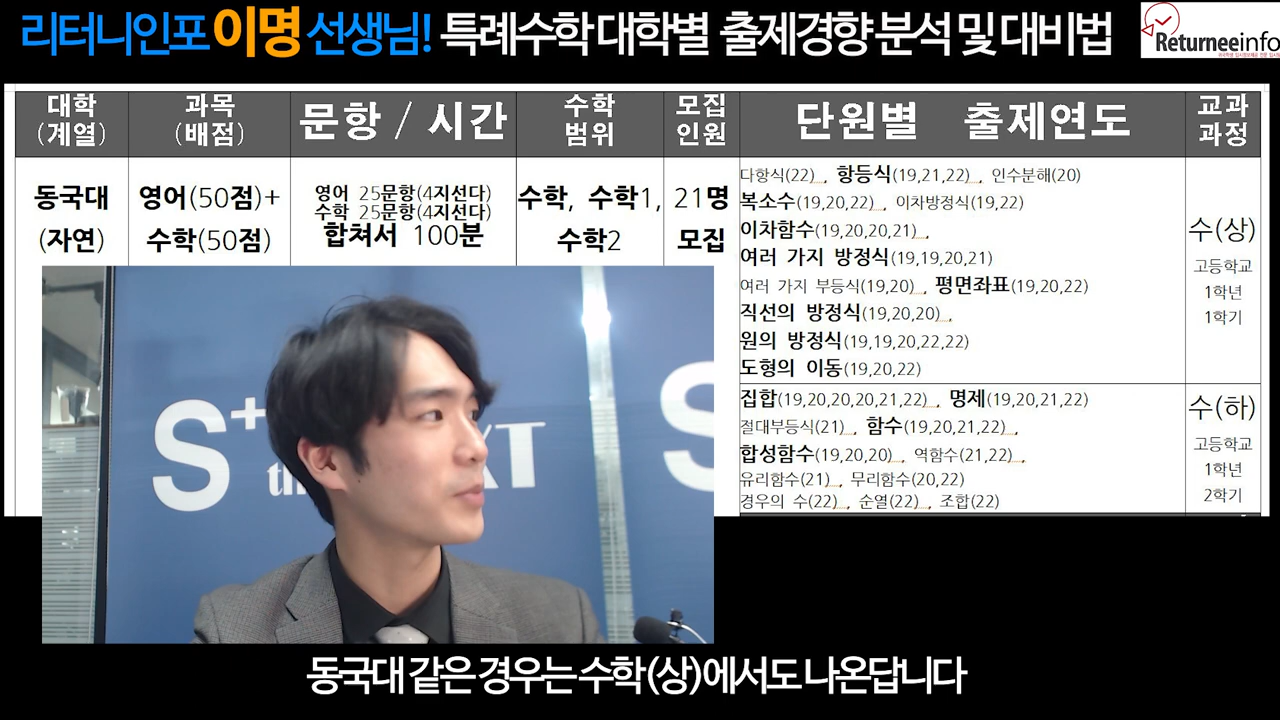 리터니인포 이명 선생님! 특례수학 대학별 출제경향 분석 및 대비법
Returneeinfo
대학 (계열) 과목 (배점) 문항 / 시간 수학 범위 모집 인원 단원별 출제연도 교과 과정
동국대 (자연)
영어(50점)+
수학(50점)
영어 25문항(4지선다)
수학 25문항(4지선다)
합쳐서 100분
수학, 수학1,
수학2
21명
모집
다항식(22), 항등식(19,21,22), 인수분해(20)
복소수(19,20,22), 이차방정식(19,22)
이차함수(19,20,20,21),
여러 가지 방정식(19,19,20,21)
여러 가지 부등식(19,20), 평면좌표(19,20,22)
직선의 방정식(19,20,20),
원의 방정식(19,19,20,22,22)
도형의 이동(19,20,22)
수(상)
고등학교
1학년
1학기
집합(19,20,20,20,21,22), 명제(19,20,21,22)
절대부등식(21), 함수(19,20,21,22),
합성함수(19,20,20), 역함수(21,22),
유리함수(21), 무리함수(20,22)
경우의 수(22), 순열(22), 조합(22)
수(하)
고등학교
1학년
2학기
S+
XT
S
동국대 같은 경우는 수학(상)에서도 나온답니다